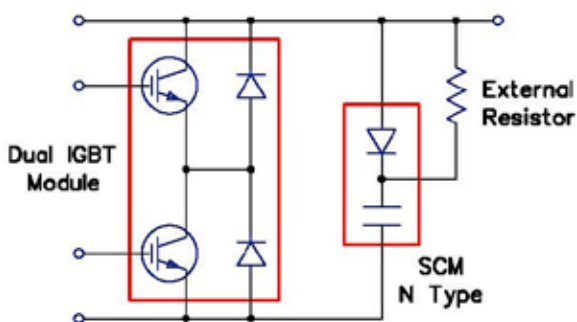 External
Resistor
Dual IGBT
Module
SCM
N Type